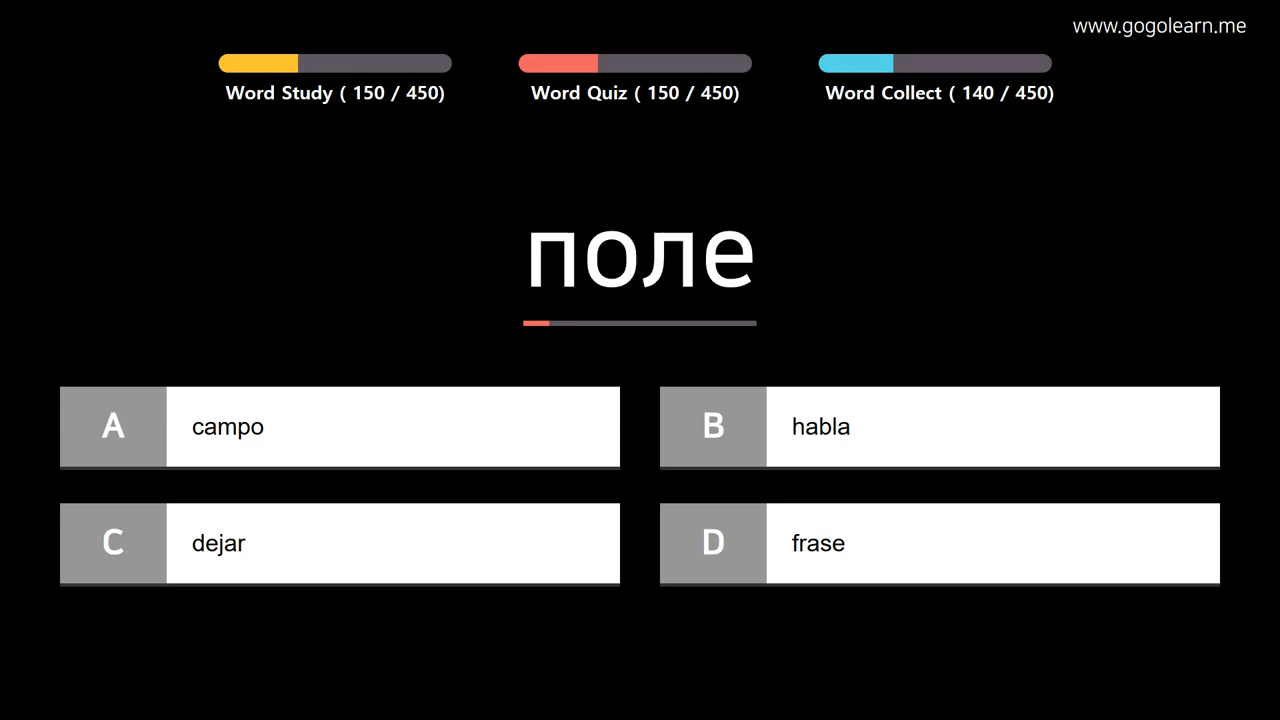 www.gogolearn.me
Word Study ( 150 / 450)
Word Quiz ( 150 / 450)
Word Collect ( 140 / 450)
поле
A campo
B habla
C dejar
D frase